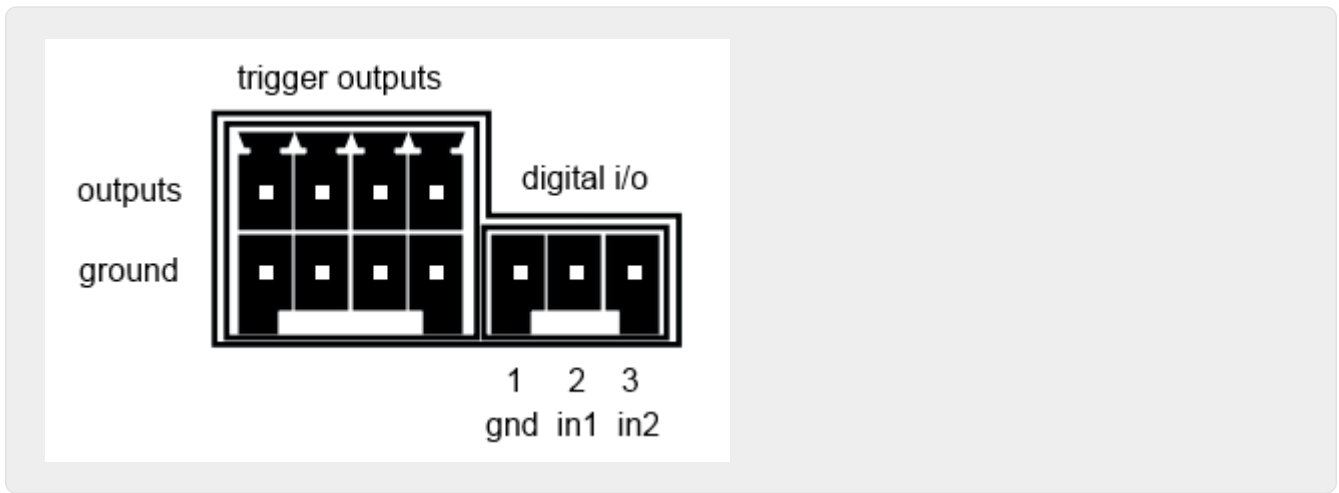 trigger outputs
outputs
digital i/o
ground
1 2 3
gnd in1 in2